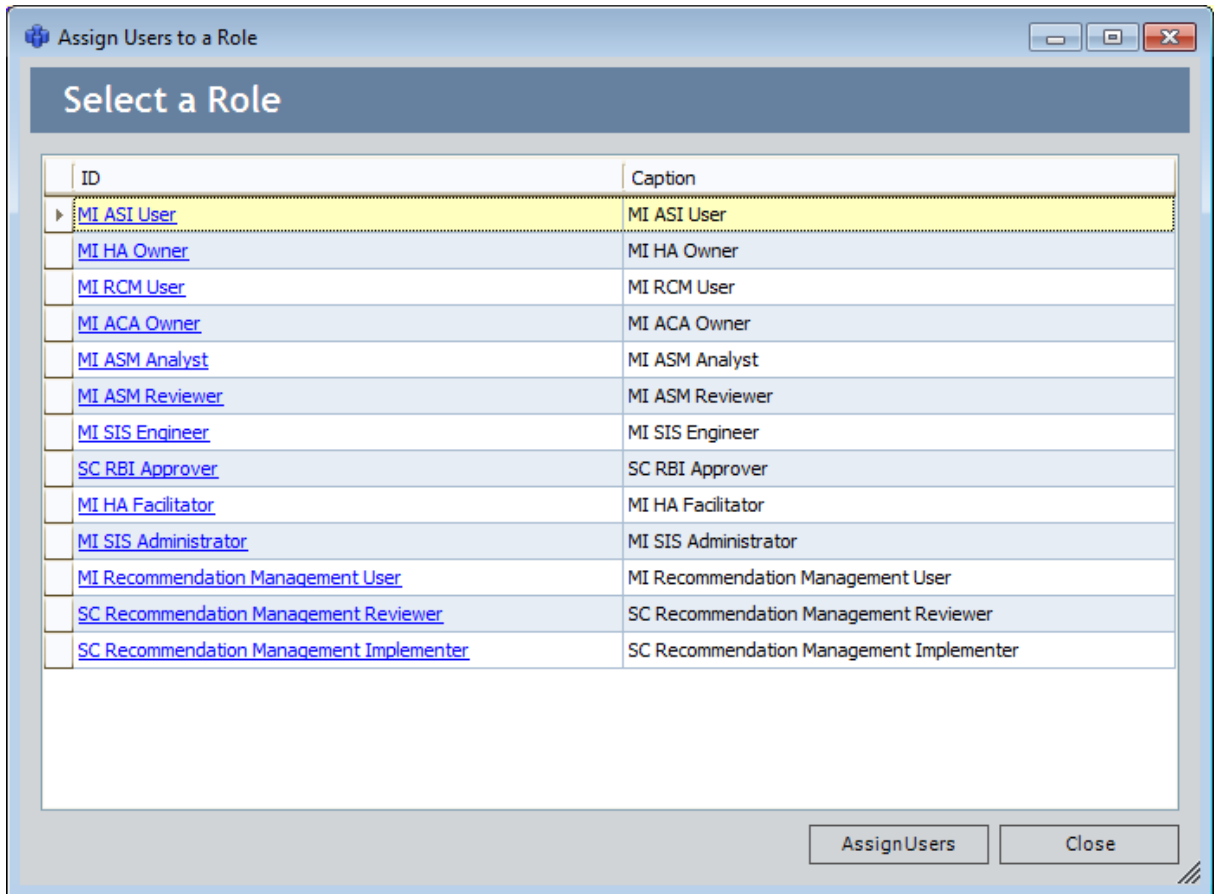 Assign Users to a Role
Select a Role
ID Caption
MI ASI User MI ASI User
MI HA Owner MI HA Owner
MI RCM User MI RCM User
MI ACA Owner MI ACA Owner
MI ASM Analyst MI ASM Analyst
MI ASM Reviewer MI ASM Reviewer
MI SIS Engineer MI SIS Engineer
SC RBI Approver SC RBI Approver
MI HA Facilitator MI HA Facilitator
MI SIS Administrator MI SIS Administrator
MI Recommendation Management User MI Recommendation Management User
SC Recommendation Management Reviewer SC Recommendation Management Reviewer
SC Recommendation Management Implementer SC Recommendation Management Implementer
AssignUsers Close